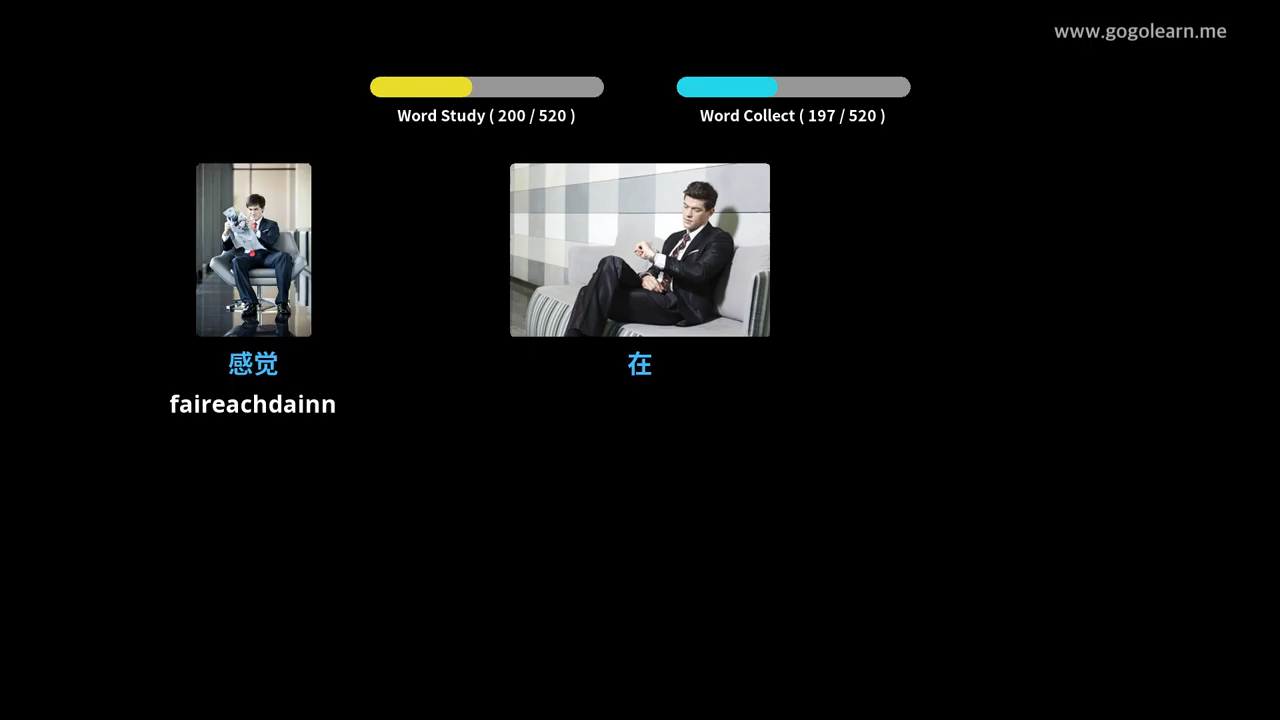 www.gogolearn.me
Word Study ( 200 / 520 )
Word Collect ( 197 / 520 )
感觉
在
faireachdainn